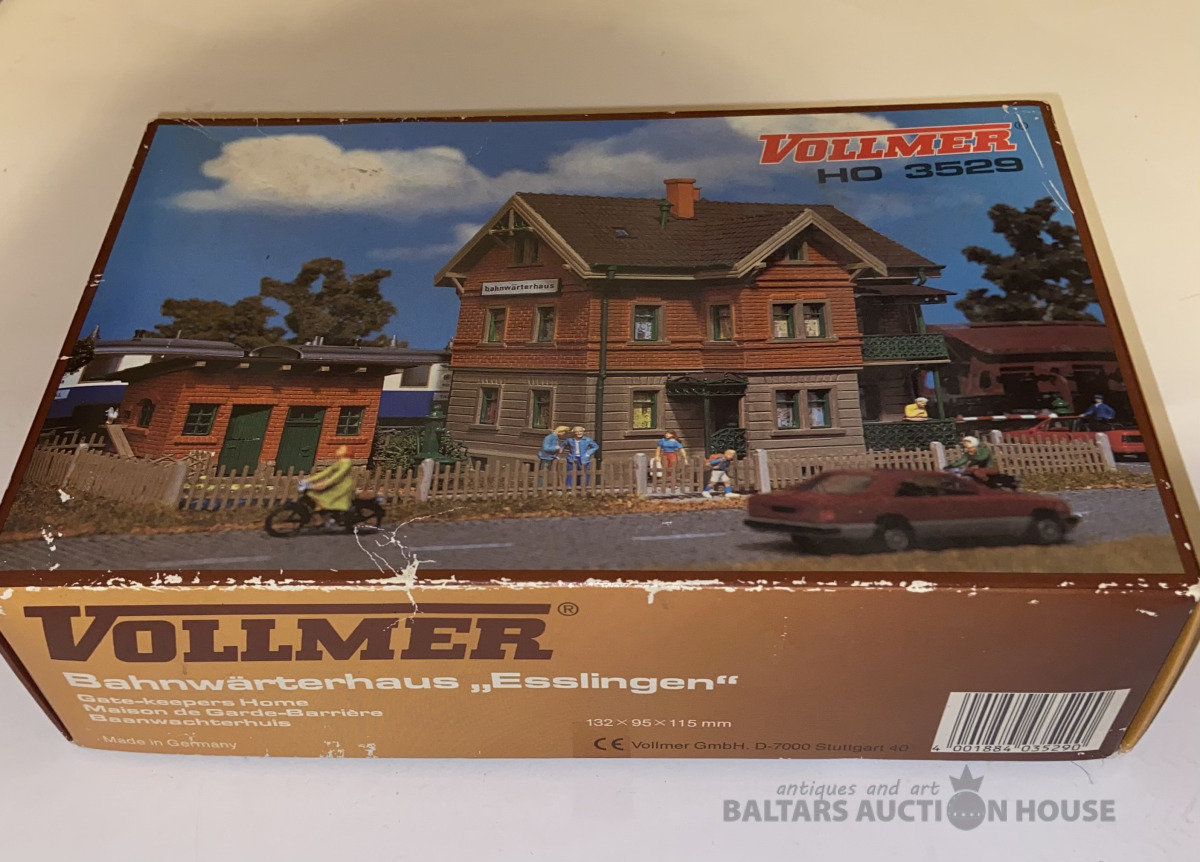 VOLLMER®
HO 3529
bahnwärterhaus
VOLLMER®
Bahnwärterhaus „Esslingen“
Gate-keepers Home
Maison de Garde-Barrière
Baanwachterhuis
Made in Germany
132 × 95 × 115 mm
CE Vollmer GmbH. D-7000 Stuttgart 40
4 001884 035290
antiques and art
BALTARS AUCTION HOUSE